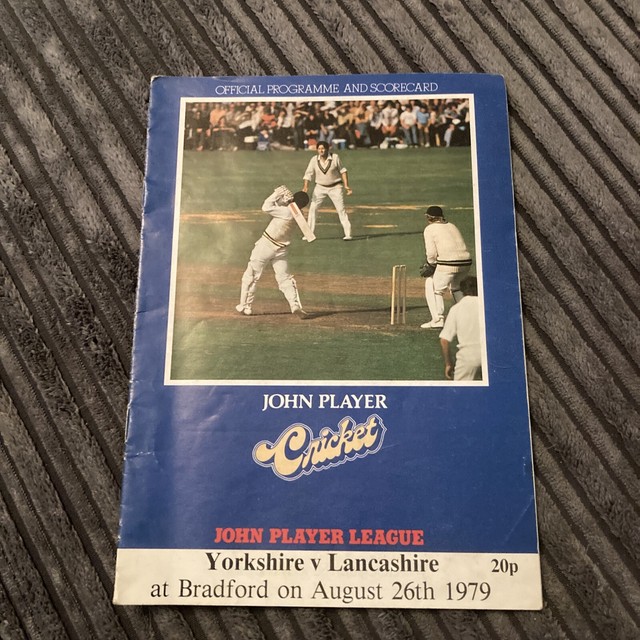 OFFICIAL PROGRAMME AND SCORECARD
JOHN PLAYER
Cricket
JOHN PLAYER LEAGUE
Yorkshire v Lancashire 20p
at Bradford on August 26th 1979